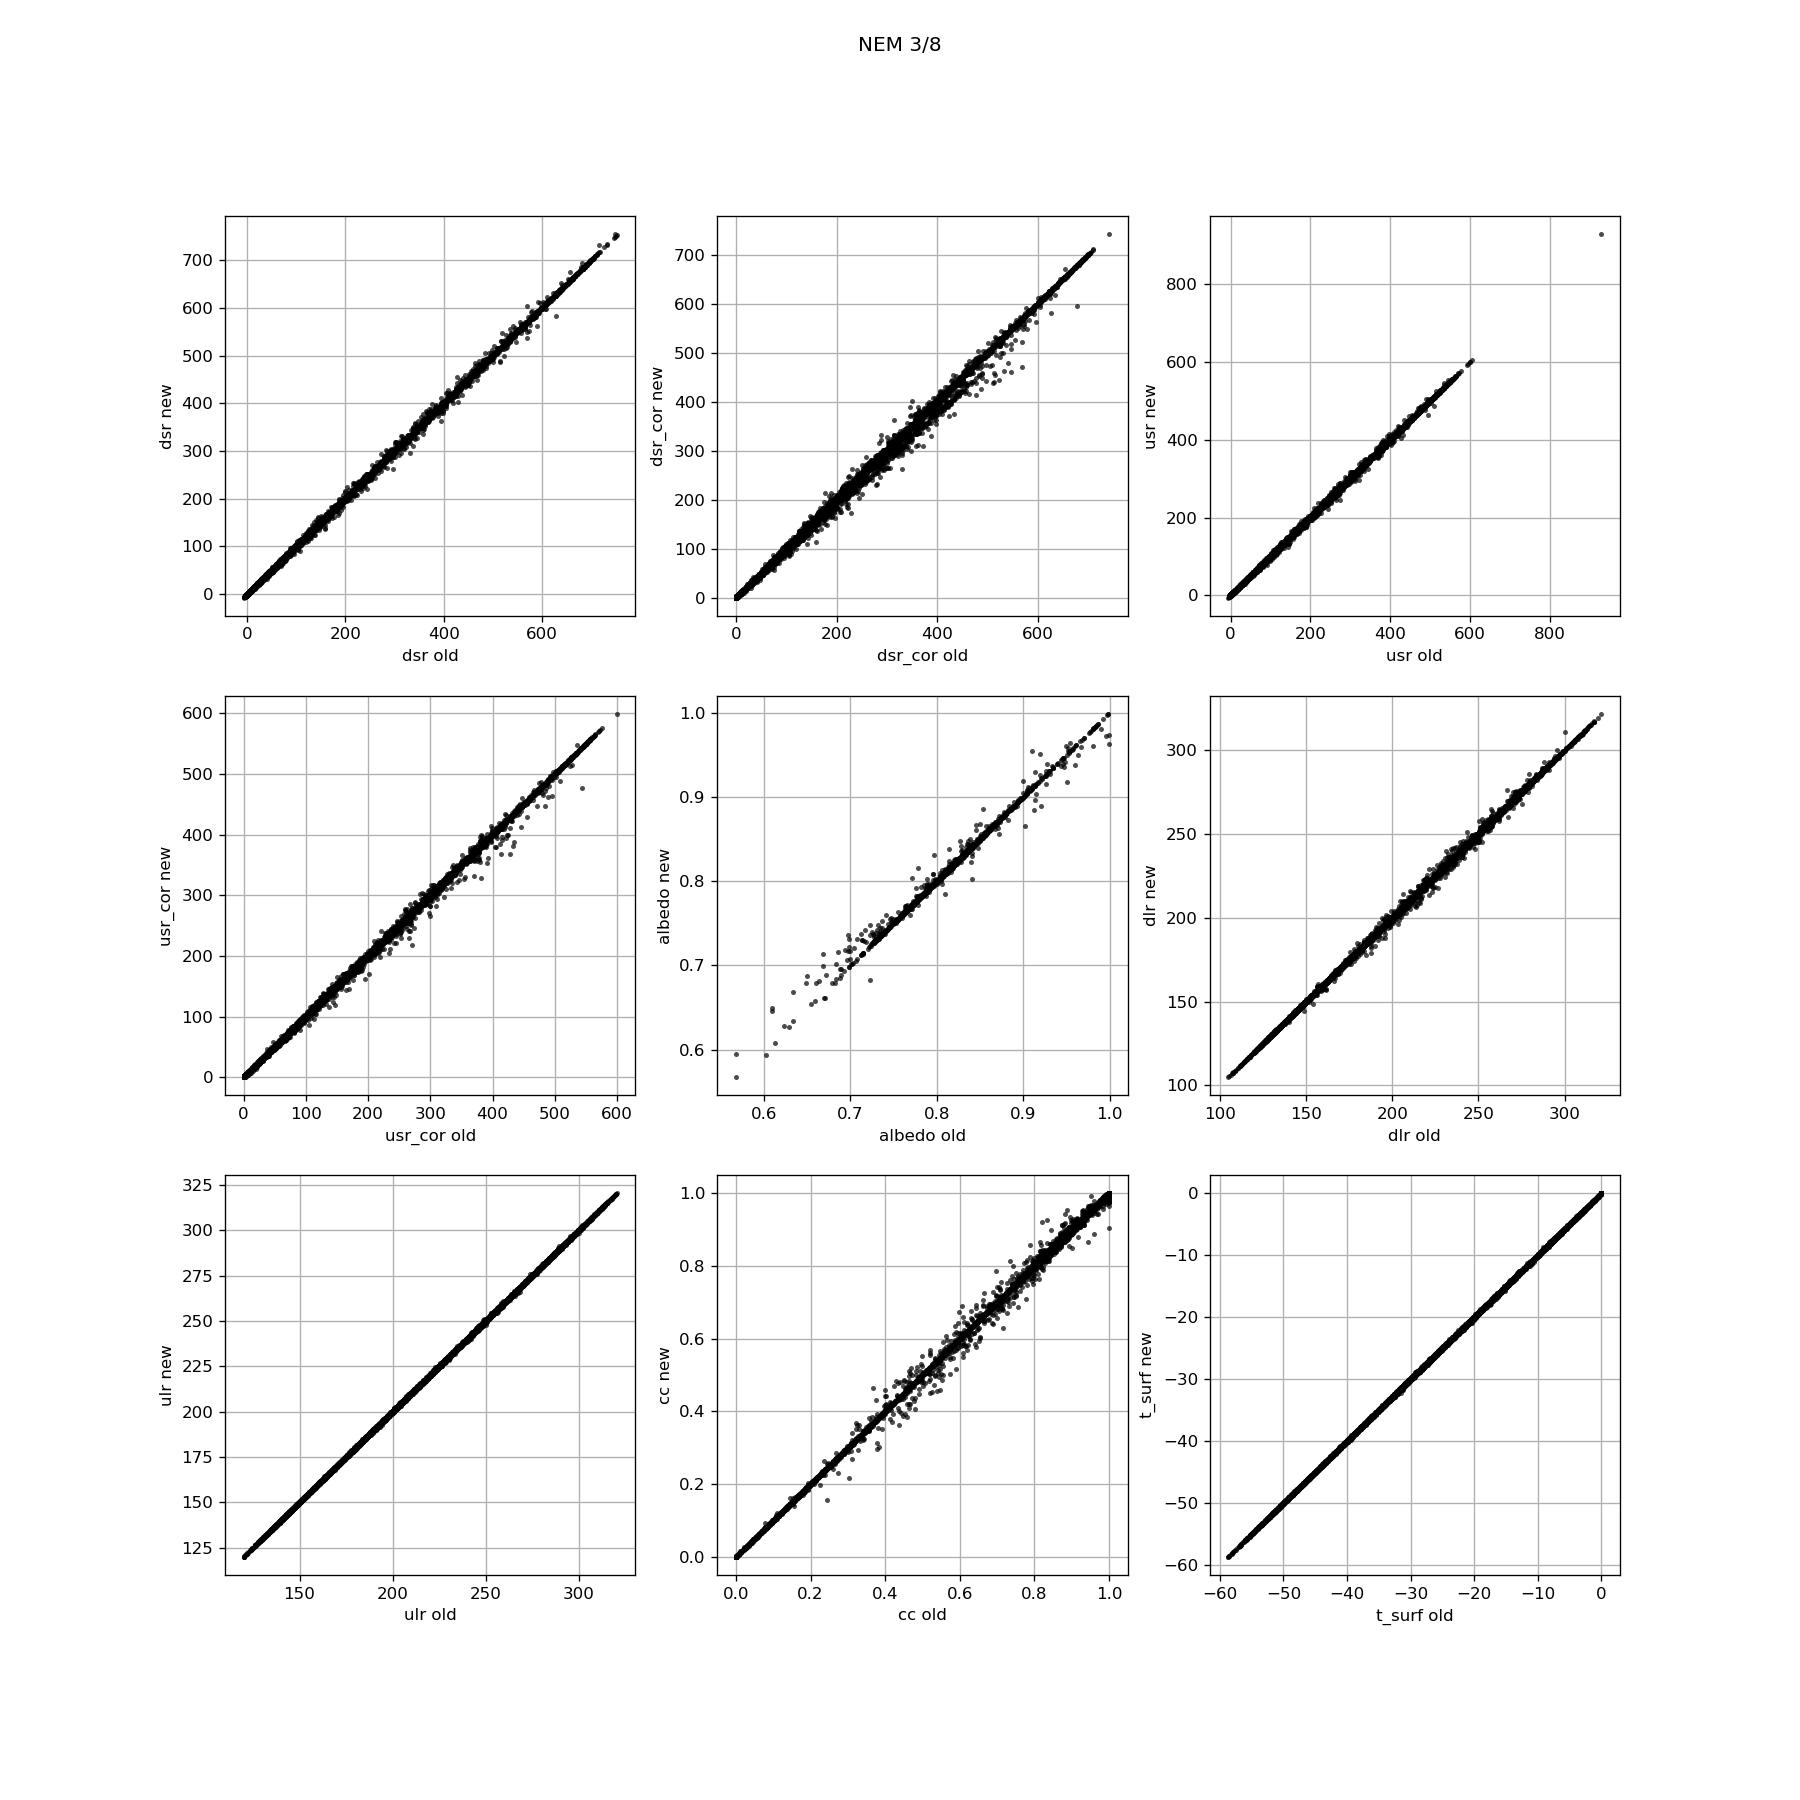 NEM 3/8
700
600
500
400
300
200
100
0
dsr new
0 200 400 600
dsr old
700
600
500
400
300
200
100
0
dsr_cor new
0 200 400 600
dsr_cor old
800
600
400
200
0
usr new
0 200 400 600 800
usr old
600
500
400
300
200
100
0
usr_cor new
0 100 200 300 400 500 600
usr_cor old
1.0
0.9
0.8
0.7
0.6
albedo new
0.6 0.7 0.8 0.9 1.0
albedo old
300
250
200
150
100
dlr new
100 150 200 250 300
dlr old
325
300
275
250
225
200
175
150
125
ulr new
150 200 250 300
ulr old
1.0
0.8
0.6
0.4
0.2
0.0
cc new
0.0 0.2 0.4 0.6 0.8 1.0
cc old
0
−10
−20
−30
−40
−50
−60
t_surf new
−60 −50 −40 −30 −20 −10 0
t_surf old